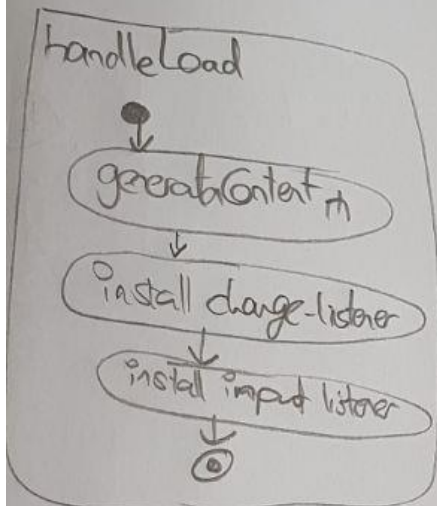 handleLoad
generateContent
install change-listener
install input listener